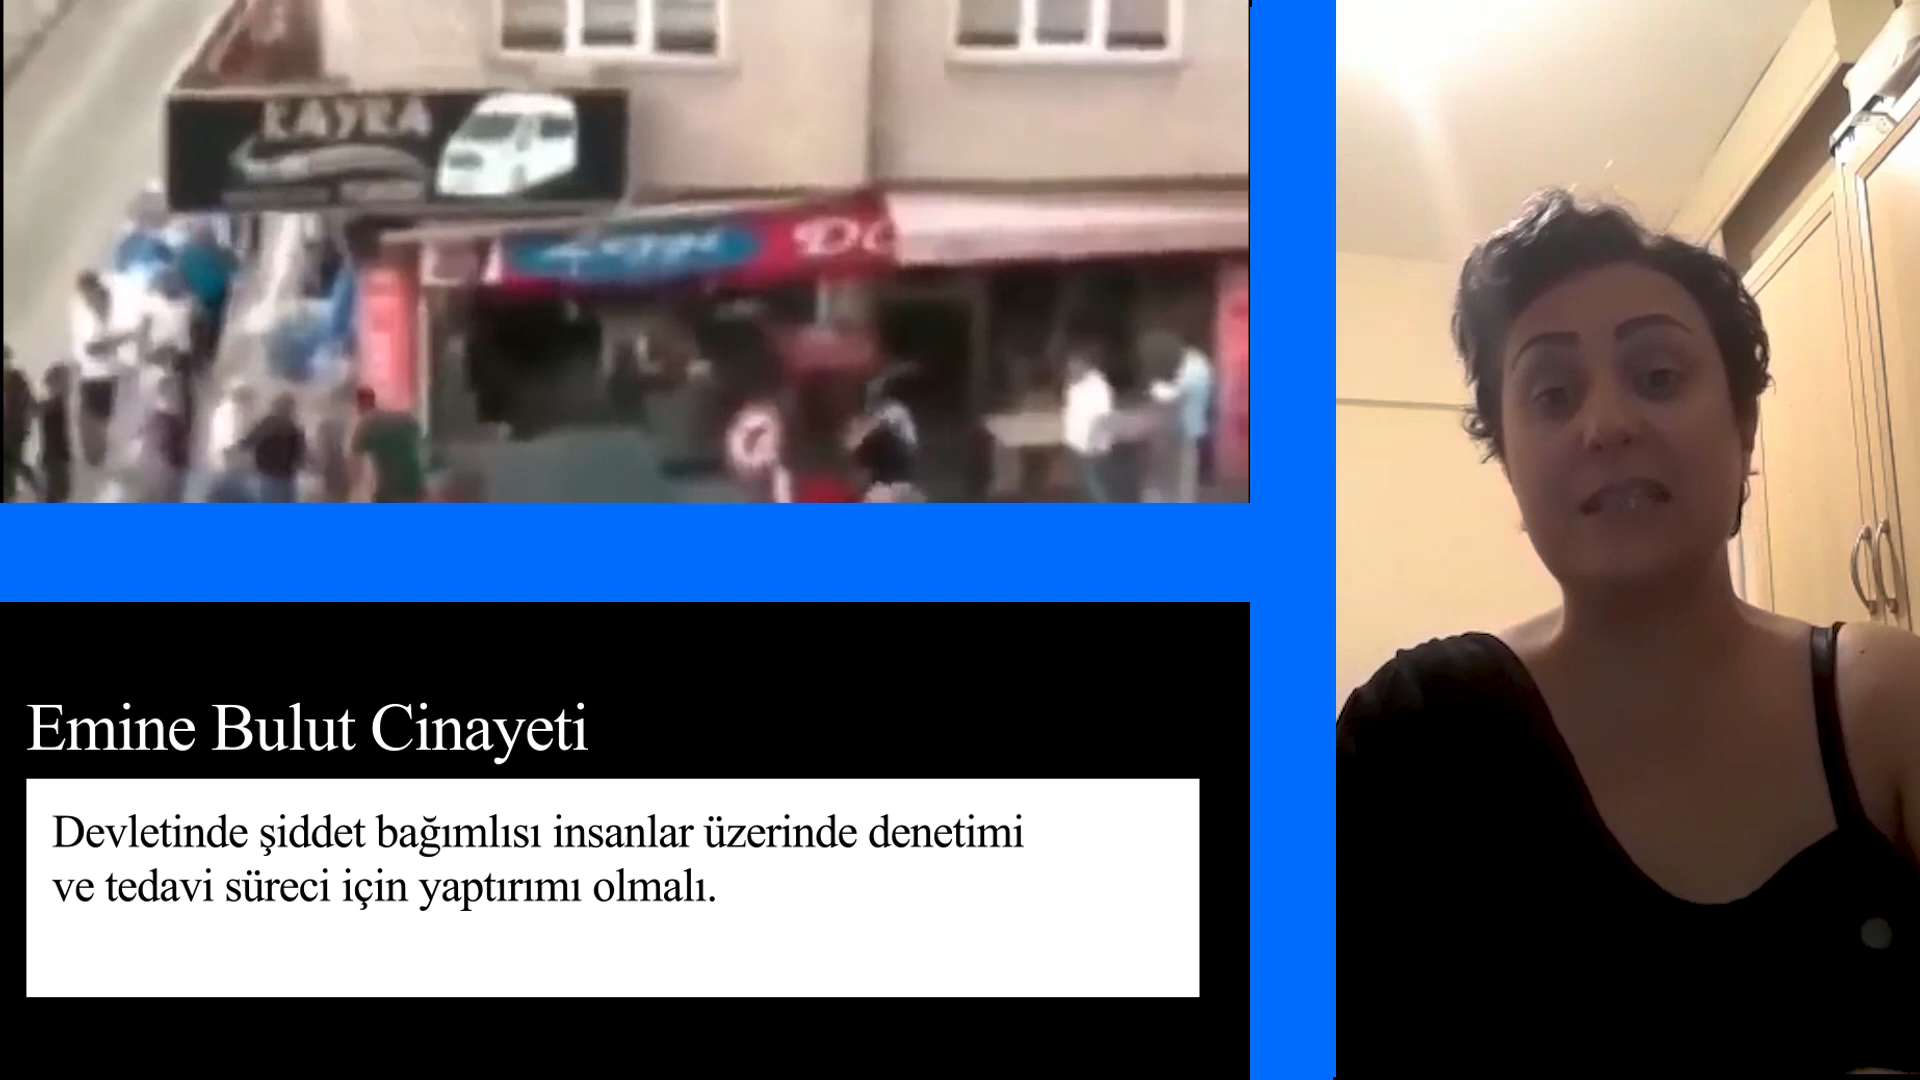 KAYRA
Emine Bulut Cinayeti
Devletinde şiddet bağımlısı insanlar üzerinde denetimi
ve tedavi süreci için yaptırımı olmalı.